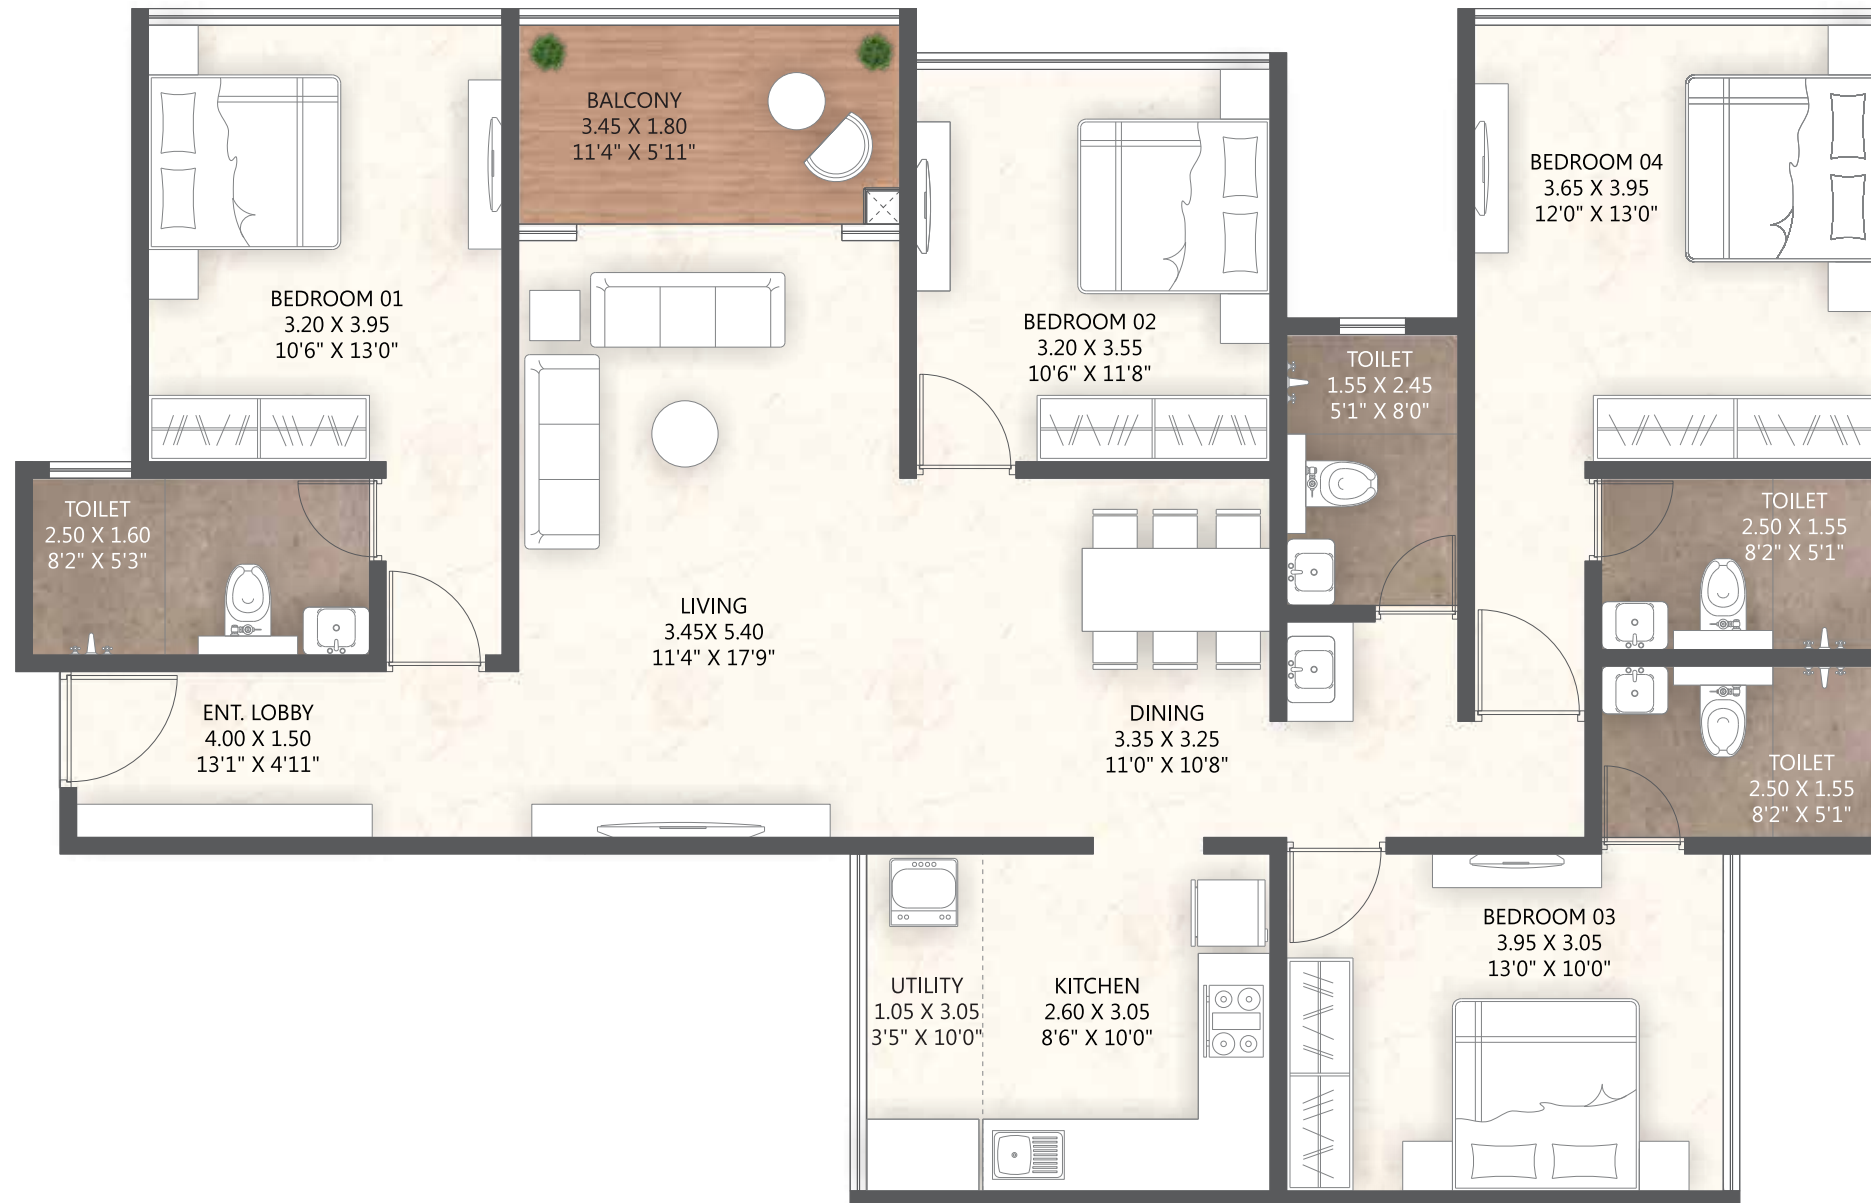 BALCONY
3.45 X 1.80
11'4" X 5'11"
BEDROOM 01
3.20 X 3.95
10'6" X 13'0"
BEDROOM 02
3.20 X 3.55
10'6" X 11'8"
BEDROOM 04
3.65 X 3.95
12'0" X 13'0"
TOILET
1.55 X 2.45
5'1" X 8'0"
TOILET
2.50 X 1.60
8'2" X 5'3"
TOILET
2.50 X 1.55
8'2" X 5'1"
LIVING
3.45X 5.40
11'4" X 17'9"
ENT. LOBBY
4.00 X 1.50
13'1" X 4'11"
DINING
3.35 X 3.25
11'0" X 10'8"
TOILET
2.50 X 1.55
8'2" X 5'1"
UTILITY
1.05 X 3.05
3'5" X 10'0"
KITCHEN
2.60 X 3.05
8'6" X 10'0"
BEDROOM 03
3.95 X 3.05
13'0" X 10'0"